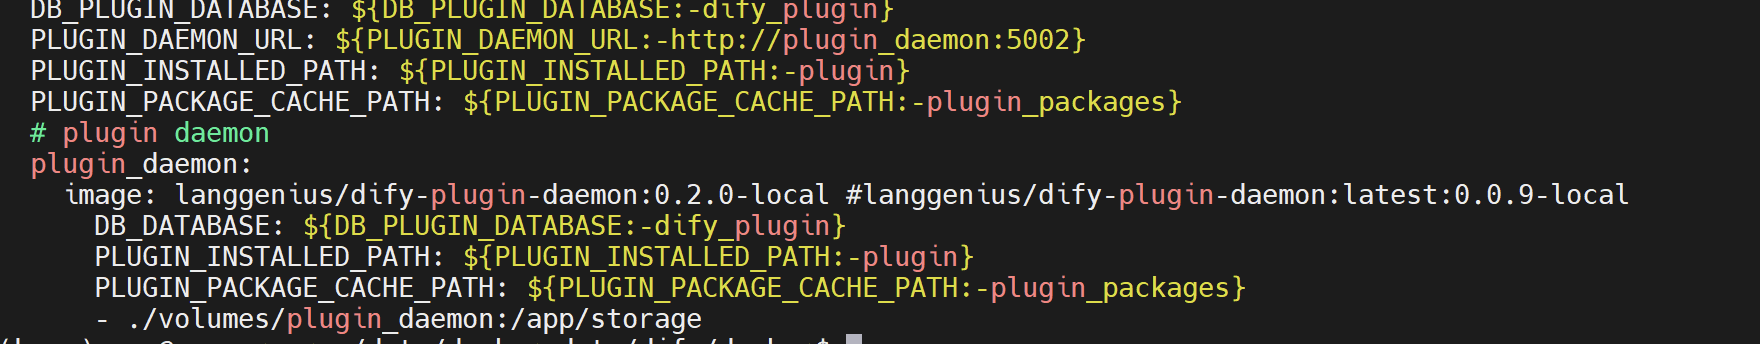 DB_PLUGIN_DATABASE: ${DB_PLUGIN_DATABASE:-dify_plugin}
PLUGIN_DAEMON_URL: ${PLUGIN_DAEMON_URL:-http://plugin_daemon:5002}
PLUGIN_INSTALLED_PATH: ${PLUGIN_INSTALLED_PATH:-plugin}
PLUGIN_PACKAGE_CACHE_PATH: ${PLUGIN_PACKAGE_CACHE_PATH:-plugin_packages}
# plugin daemon
plugin_daemon:
image: langgenius/dify-plugin-daemon:0.2.0-local #langgenius/dify-plugin-daemon:latest:0.0.9-local
DB_DATABASE: ${DB_PLUGIN_DATABASE:-dify_plugin}
PLUGIN_INSTALLED_PATH: ${PLUGIN_INSTALLED_PATH:-plugin}
PLUGIN_PACKAGE_CACHE_PATH: ${PLUGIN_PACKAGE_CACHE_PATH:-plugin_packages}
- ./volumes/plugin_daemon:/app/storage